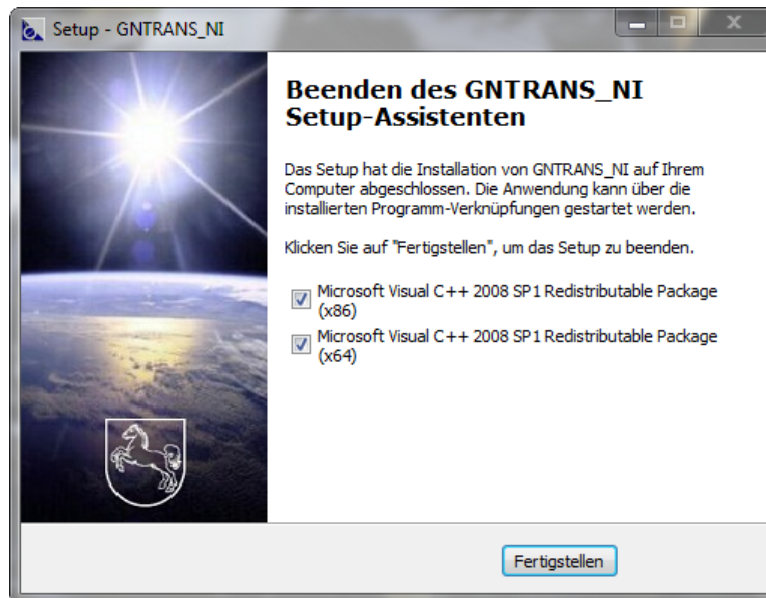 Setup - GNTRANS_NI
Beenden des GNTRANS_NI
Setup-Assistenten
Das Setup hat die Installation von GNTRANS_NI auf Ihrem
Computer abgeschlossen. Die Anwendung kann über die
installierten Programm-Verknüpfungen gestartet werden.
Klicken Sie auf "Fertigstellen", um das Setup zu beenden.
Microsoft Visual C++ 2008 SP1 Redistributable Package
(x86)
Microsoft Visual C++ 2008 SP1 Redistributable Package
(x64)
Fertigstellen